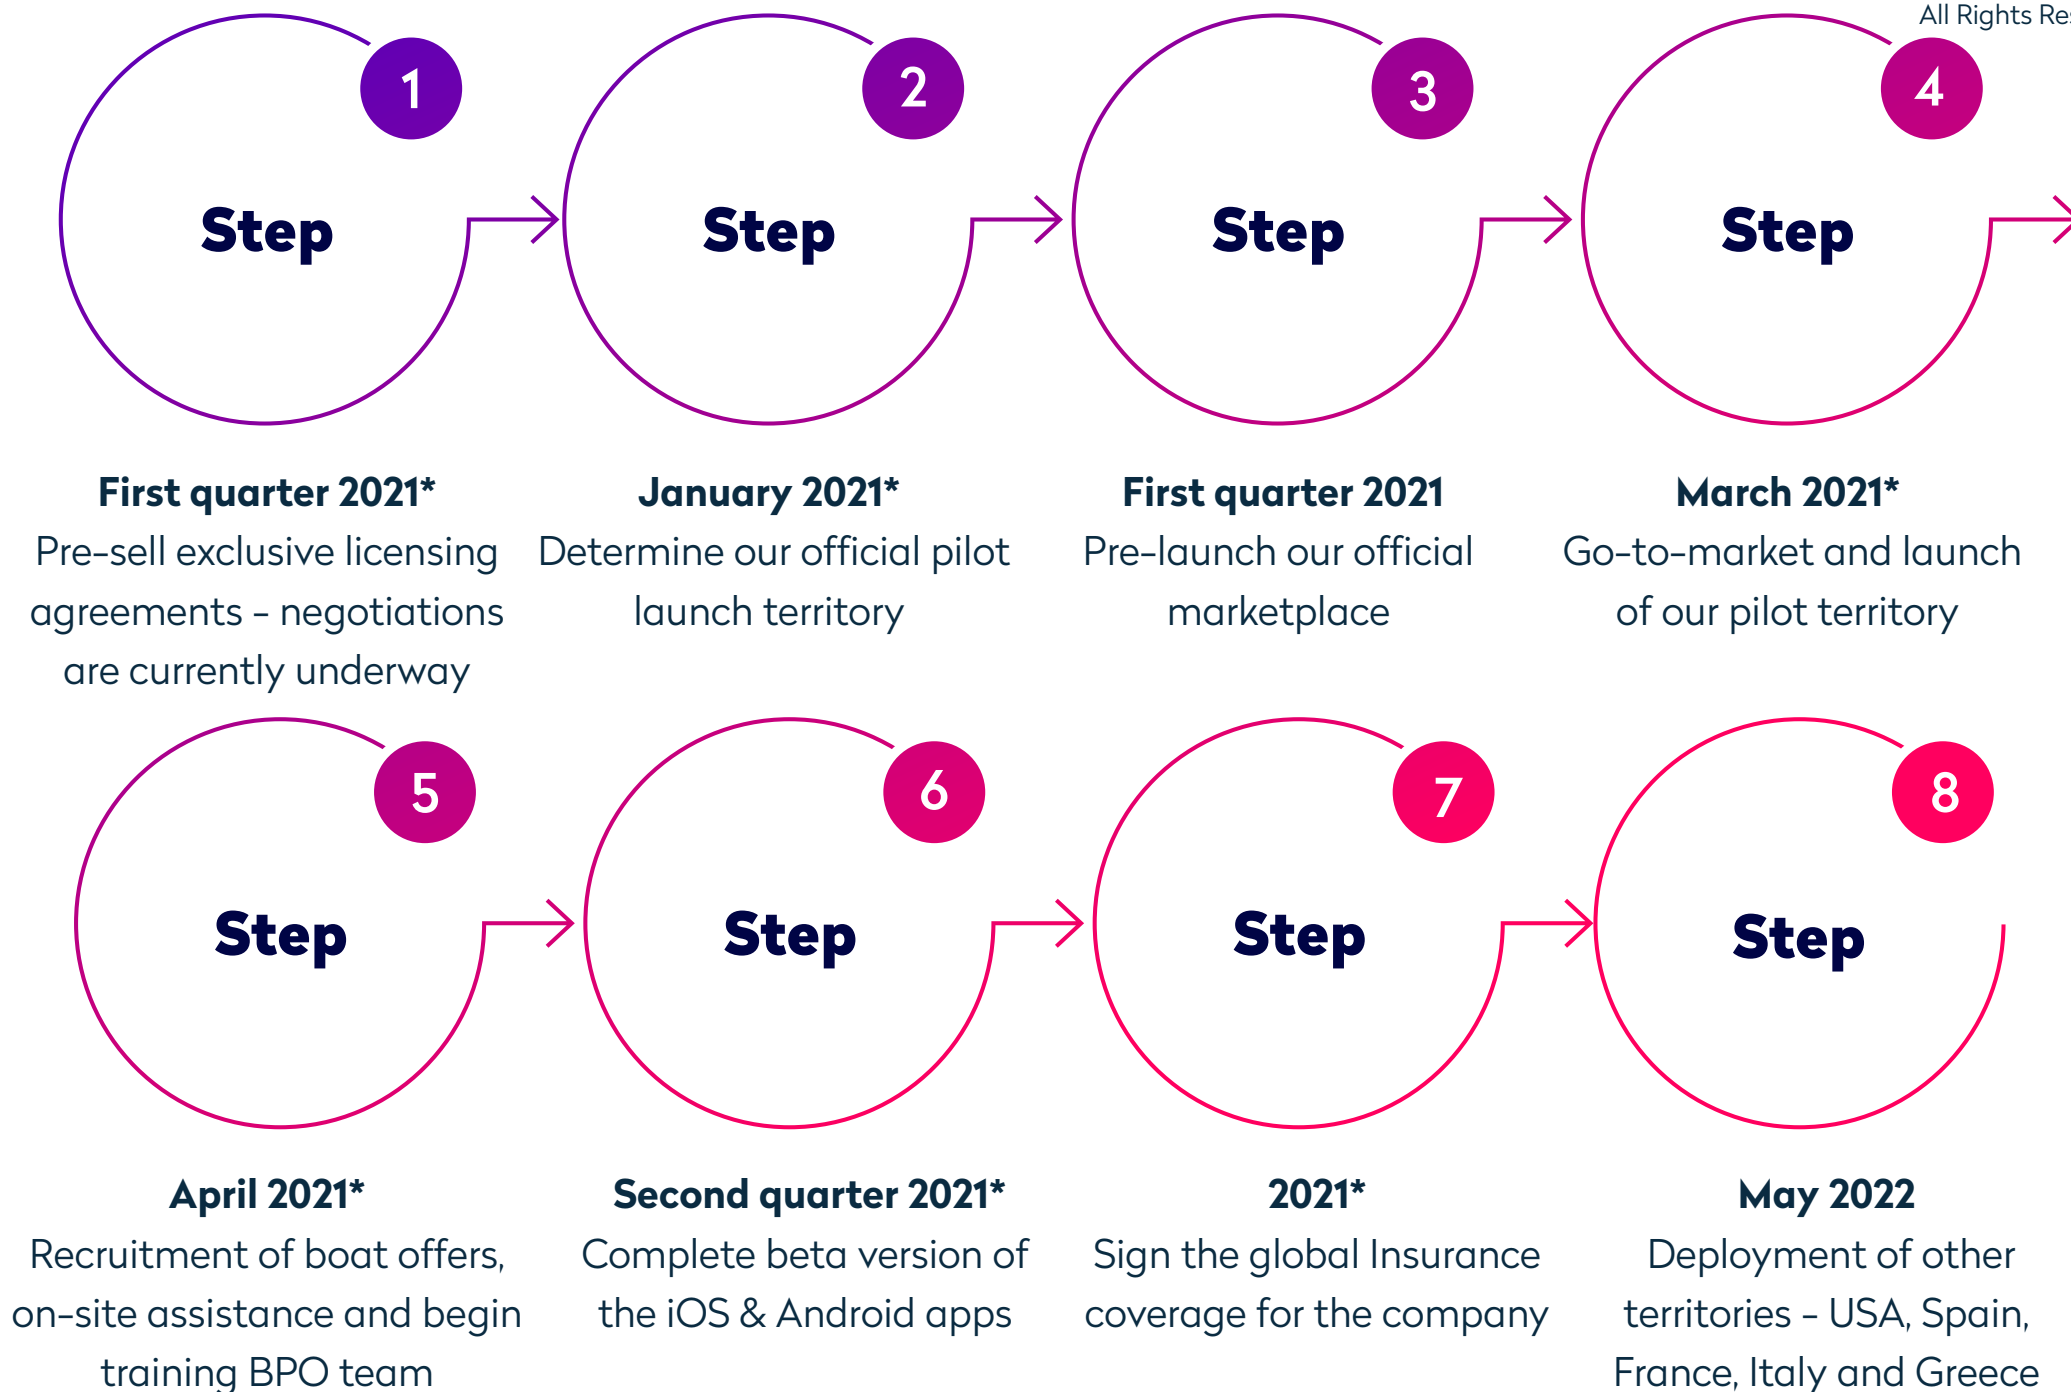 All Rights Res
1
Step
First quarter 2021*
Pre-sell exclusive licensing
agreements - negotiations
are currently underway
2
Step
January 2021*
Determine our official pilot
launch territory
3
Step
First quarter 2021
Pre-launch our official
marketplace
4
Step
March 2021*
Go-to-market and launch
of our pilot territory
5
Step
April 2021*
Recruitment of boat offers,
on-site assistance and begin
training BPO team
6
Step
Second quarter 2021*
Complete beta version of
the iOS & Android apps
7
Step
2021*
Sign the global Insurance
coverage for the company
8
Step
May 2022
Deployment of other
territories - USA, Spain,
France, Italy and Greece